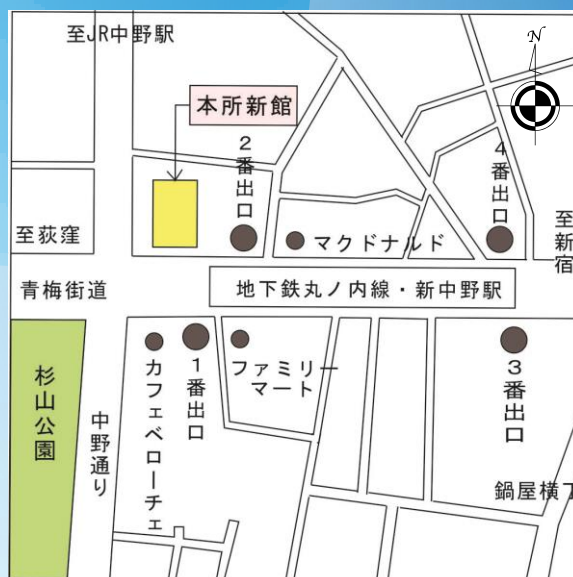 至JR中野駅
N
本所新館
2番出口
4番出口
至荻窪
マクドナルド
至新宿
青梅街道
地下鉄丸ノ内線・新中野駅
杉山公園
中野通り
カフェベローチェ
1番出口
ファミリー
マート
3番出口
鍋屋横丁